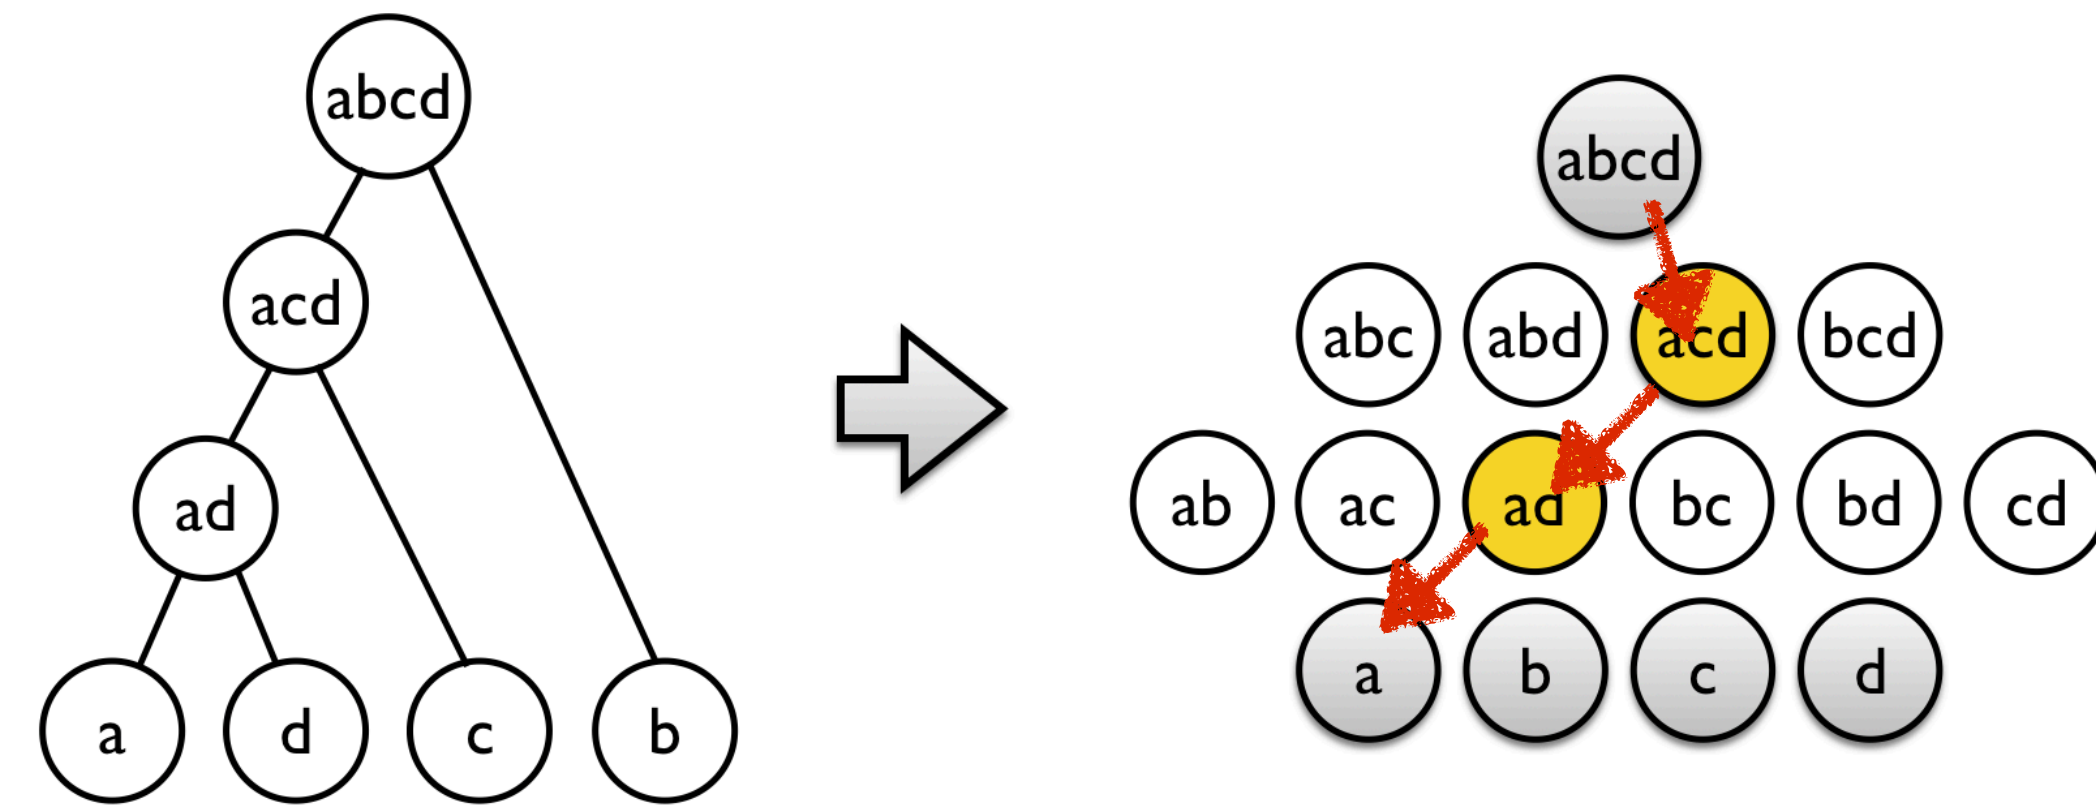 abcd
acd
ad
a d c b
abcd
abc abd acd bcd
ab ac ad bc bd cd
a b c d